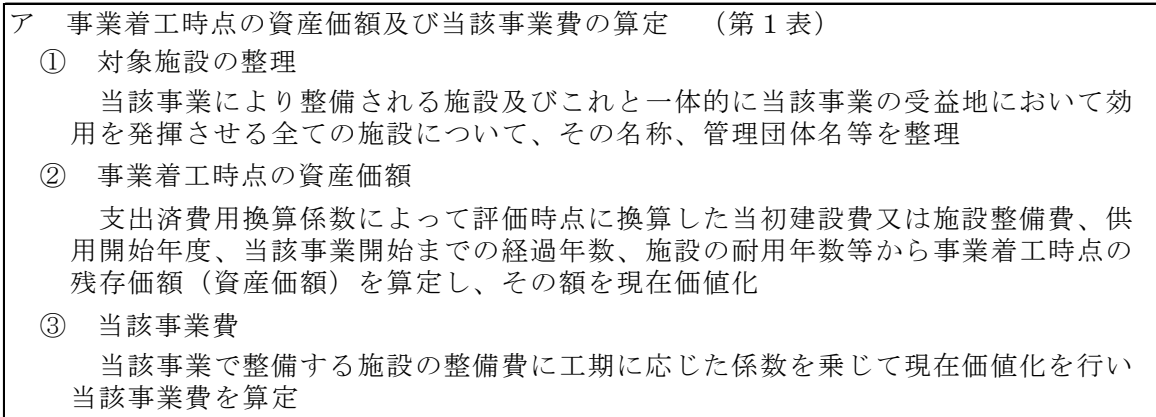 ア　事業着工時点の資産価額及び当該事業費の算定　（第１表）
①　対象施設の整理
当該事業により整備される施設及びこれと一体的に当該事業の受益地において効
用を発揮させる全ての施設について、その名称、管理団体名等を整理
②　事業着工時点の資産価額
支出済費用換算係数によって評価時点に換算した当初建設費又は施設整備費、供
用開始年度、当該事業開始までの経過年数、施設の耐用年数等から事業着工時点の
残存価額（資産価額）を算定し、その額を現在価値化
③　当該事業費
当該事業で整備する施設の整備費に工期に応じた係数を乗じて現在価値化を行い
当該事業費を算定